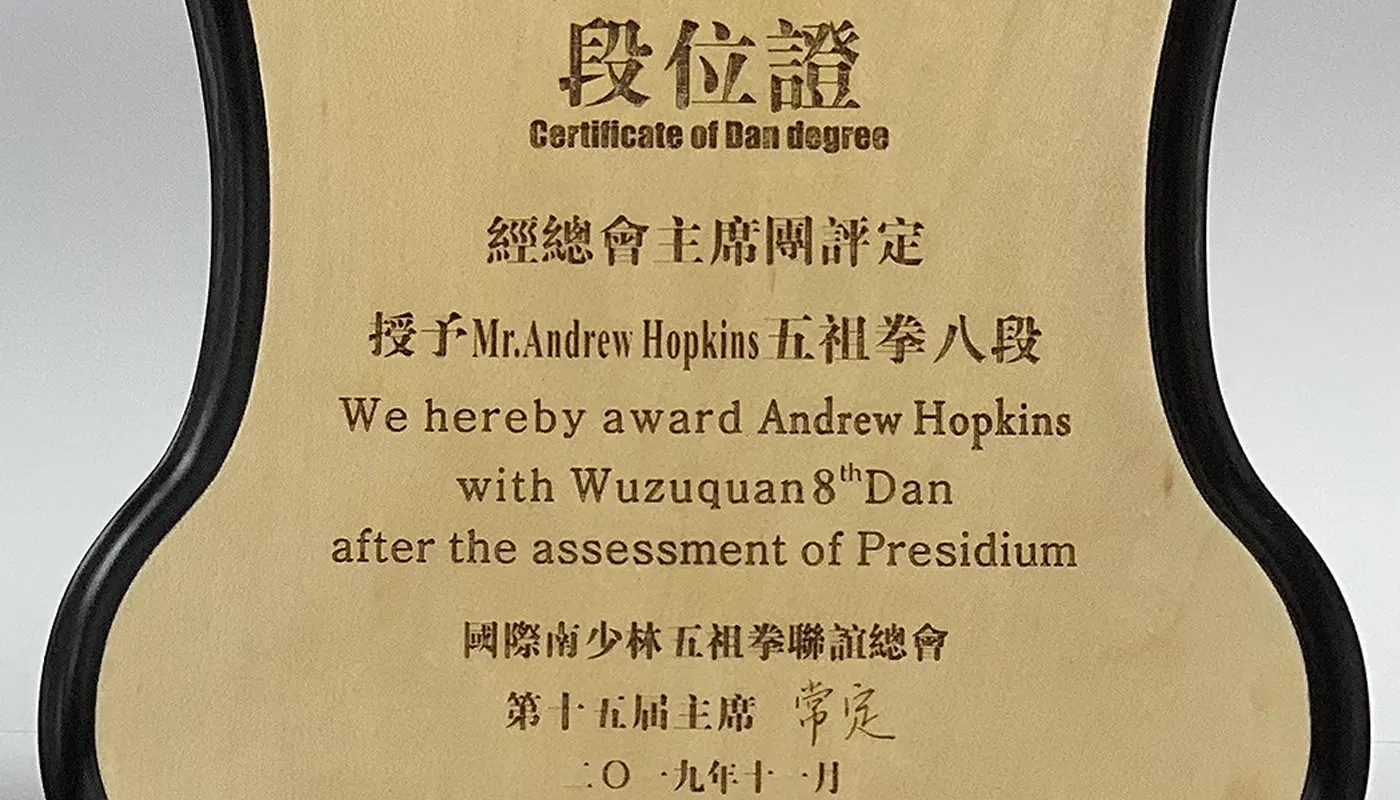 段位證
Certificate of Dan degree
經總會主席團評定
授予Mr.Andrew Hopkins五祖拳八段
We hereby award Andrew Hopkins
with Wuzuquan 8th Dan
after the assessment of Presidium
國際南少林五祖拳聯誼總會
第十五届主席 常定
二〇一九年十一月